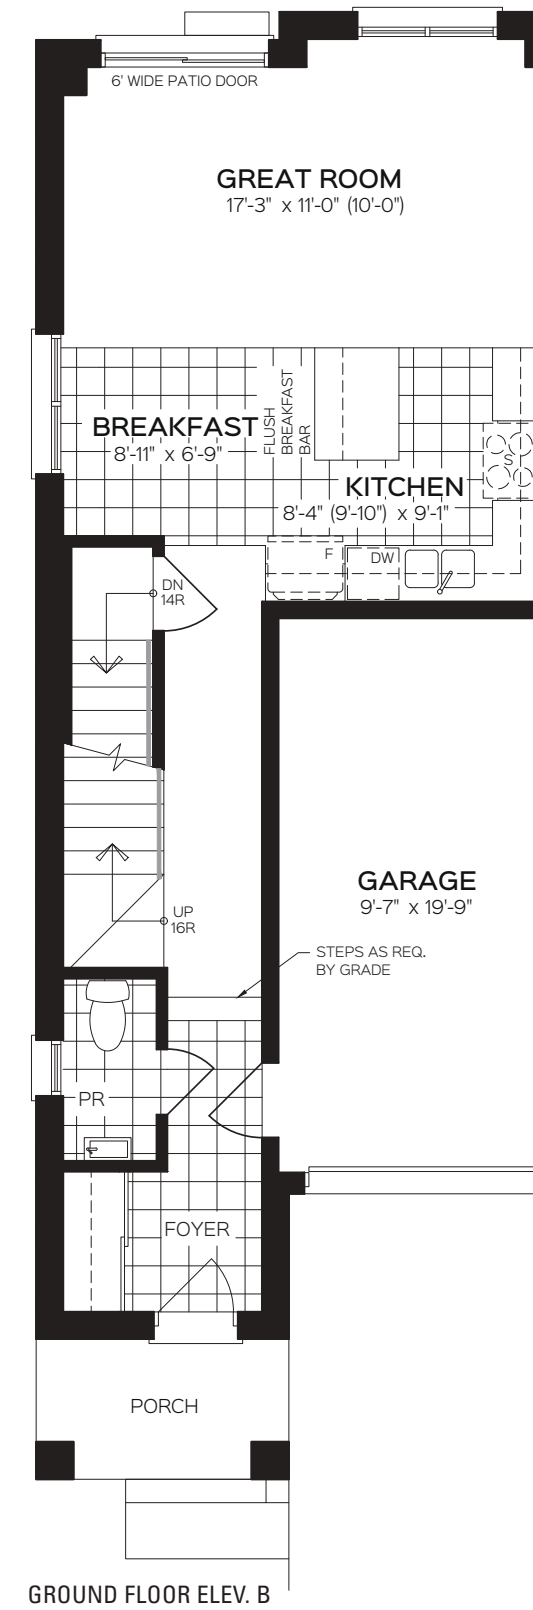 6' WIDE PATIO DOOR
GREAT ROOM
17'-3" x 11'-0" (10'-0")
FLUSH
BREAKFAST
BAR
BREAKFAST
8'-11" x 6'-9"
S
KITCHEN
8'-4" (9'-10") x 9'-1"
F
DW
DN
14R
GARAGE
9'-7" x 19'-9"
UP
16R
STEPS AS REQ.
BY GRADE
PR
FOYER
PORCH
GROUND FLOOR ELEV. B